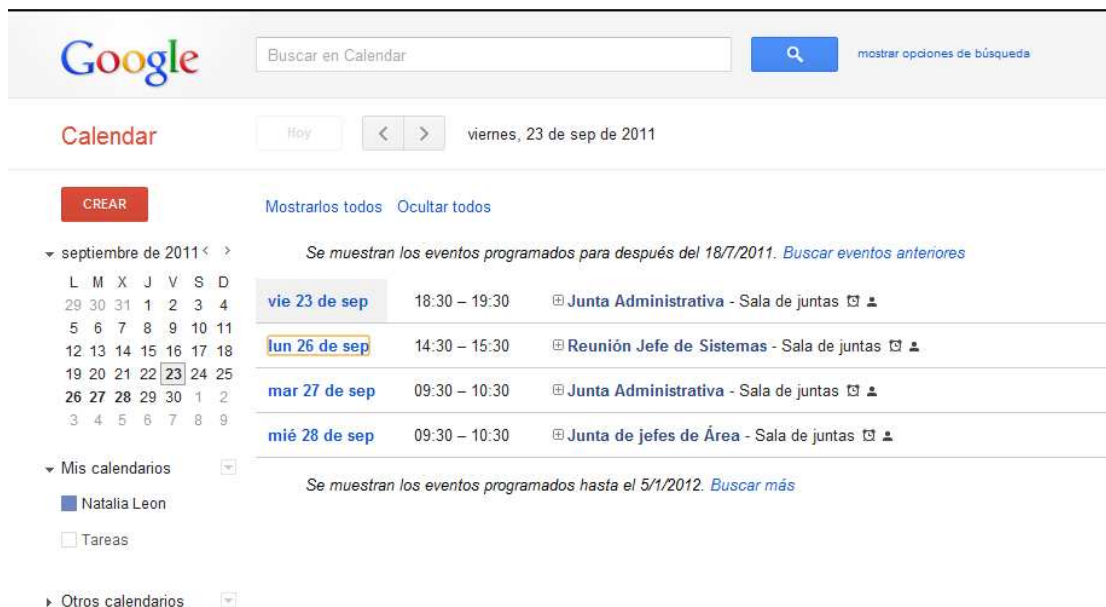 Google
Buscar en Calendar
mostrar opciones de búsqueda
Calendar
Hoy
viernes, 23 de sep de 2011
CREAR
Mostrarlos todos Ocultar todos
septiembre de 2011
Se muestran los eventos programados para después del 18/7/2011. Buscar eventos anteriores
L M X J V S D
29 30 31 1 2 3 4
5 6 7 8 9 10 11
12 13 14 15 16 17 18
19 20 21 22 23 24 25
26 27 28 29 30 1 2
3 4 5 6 7 8 9
vie 23 de sep 18:30 – 19:30 Junta Administrativa - Sala de juntas
lun 26 de sep 14:30 – 15:30 Reunión Jefe de Sistemas - Sala de juntas
mar 27 de sep 09:30 – 10:30 Junta Administrativa - Sala de juntas
mié 28 de sep 09:30 – 10:30 Junta de jefes de Área - Sala de juntas
Se muestran los eventos programados hasta el 5/1/2012. Buscar más
Mis calendarios
Natalia Leon
Tareas
Otros calendarios